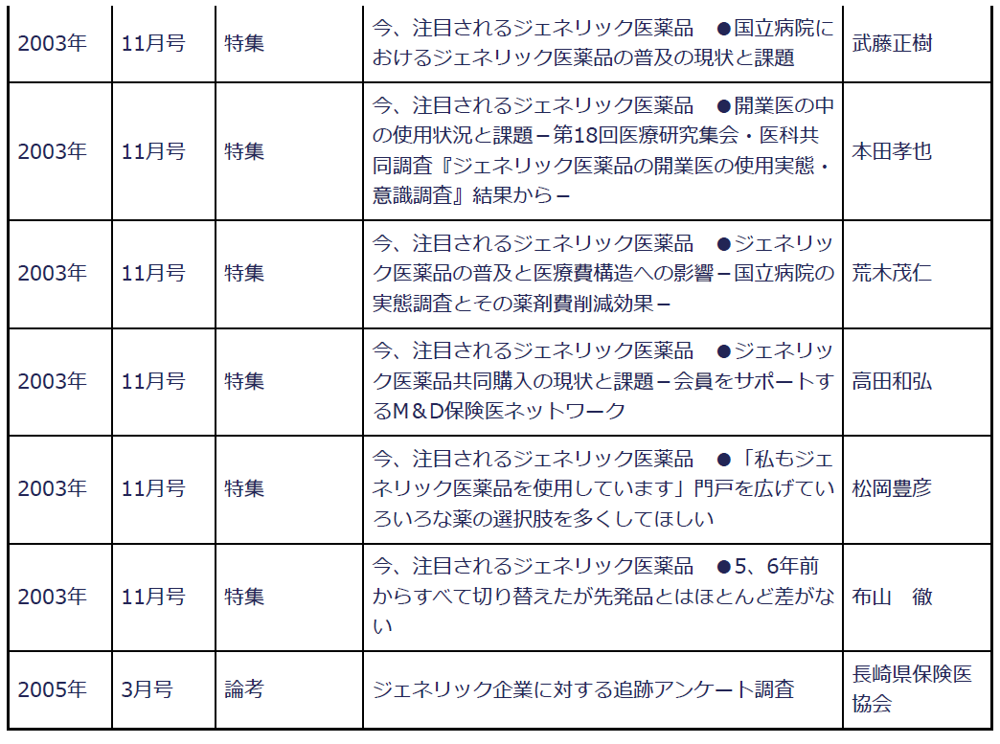 2003年 11月号 特集 今、注目されるジェネリック医薬品　●国立病院に
おけるジェネリック医薬品の普及の現状と課題 武藤正樹
2003年 11月号 特集 今、注目されるジェネリック医薬品　●開業医の中
の使用状況と課題－第18回医療研究集会・医科共
同調査『ジェネリック医薬品の開業医の使用実態・
意識調査』結果から－ 本田孝也
2003年 11月号 特集 今、注目されるジェネリック医薬品　●ジェネリッ
ク医薬品の普及と医療費構造への影響－国立病院の
実態調査とその薬剤費削減効果－ 荒木茂仁
2003年 11月号 特集 今、注目されるジェネリック医薬品　●ジェネリッ
ク医薬品共同購入の現状と課題－会員をサポートす
るM＆D保険医ネットワーク 高田和弘
2003年 11月号 特集 今、注目されるジェネリック医薬品　●「私もジェ
ネリック医薬品を使用しています」門戸を広げてい
ろいろな薬の選択肢を多くしてほしい 松岡豊彦
2003年 11月号 特集 今、注目されるジェネリック医薬品　●5、6年前
からすべて切り替えたが先発品とはほとんど差がな
い 布山　徹
2005年 3月号 論考 ジェネリック企業に対する追跡アンケート調査 長崎県保険医
協会